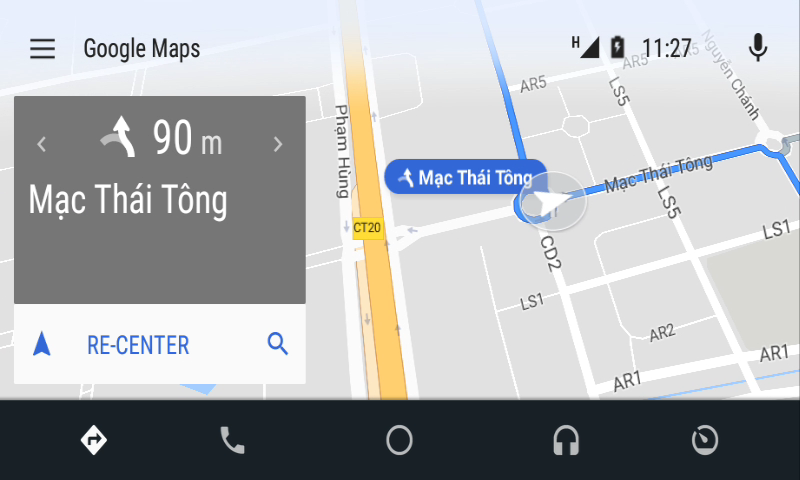 Google Maps
H
11:27
90 m
Mạc Thái Tông
RE-CENTER
Phạm Hùng
CT20
Mạc Thái Tông
Mạc Thái Tông
AR5
AR5
AR5
LS5
Nguyễn Chánh
LS5
LS1
LS1
CD2
AR2
AR1
AR1